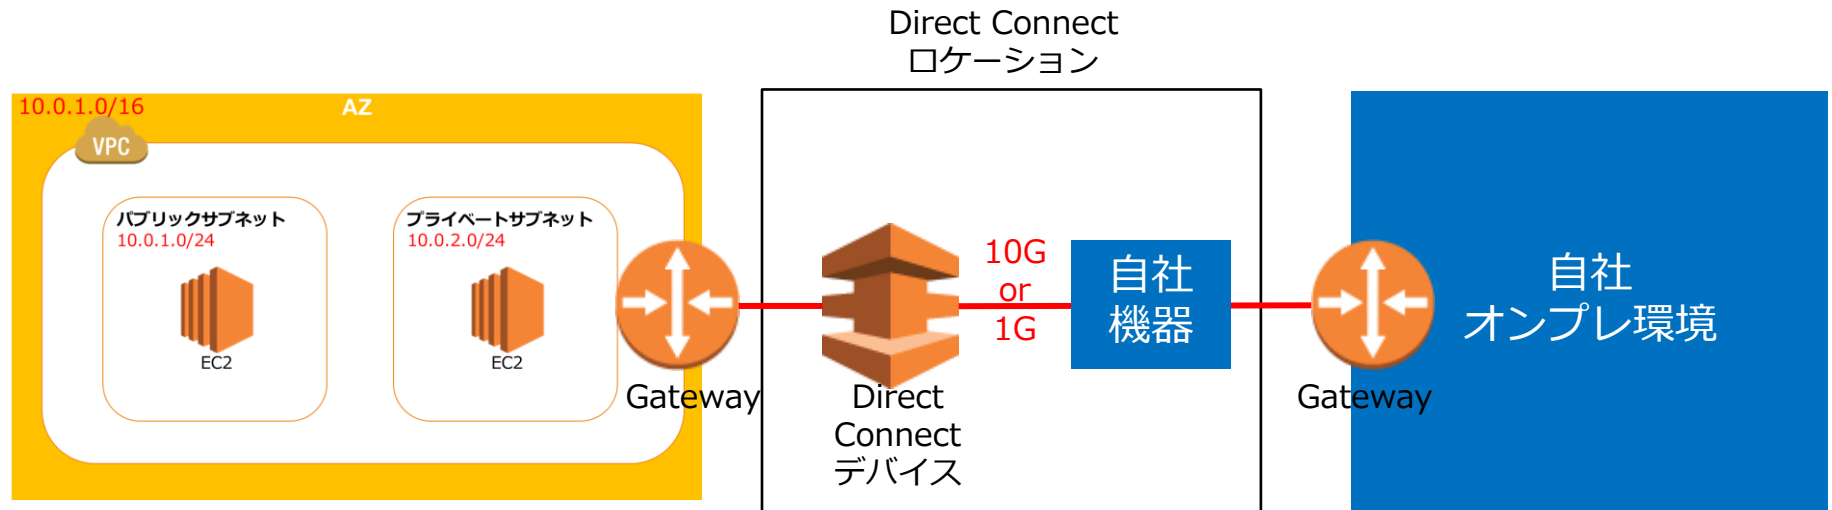 Direct Connect
ロケーション
10.0.1.0/16
AZ
VPC
パブリックサブネット
10.0.1.0/24
EC2
プライベートサブネット
10.0.2.0/24
EC2
Gateway
Direct
Connect
デバイス
10G
or
1G
自社
機器
Gateway
自社
オンプレ環境